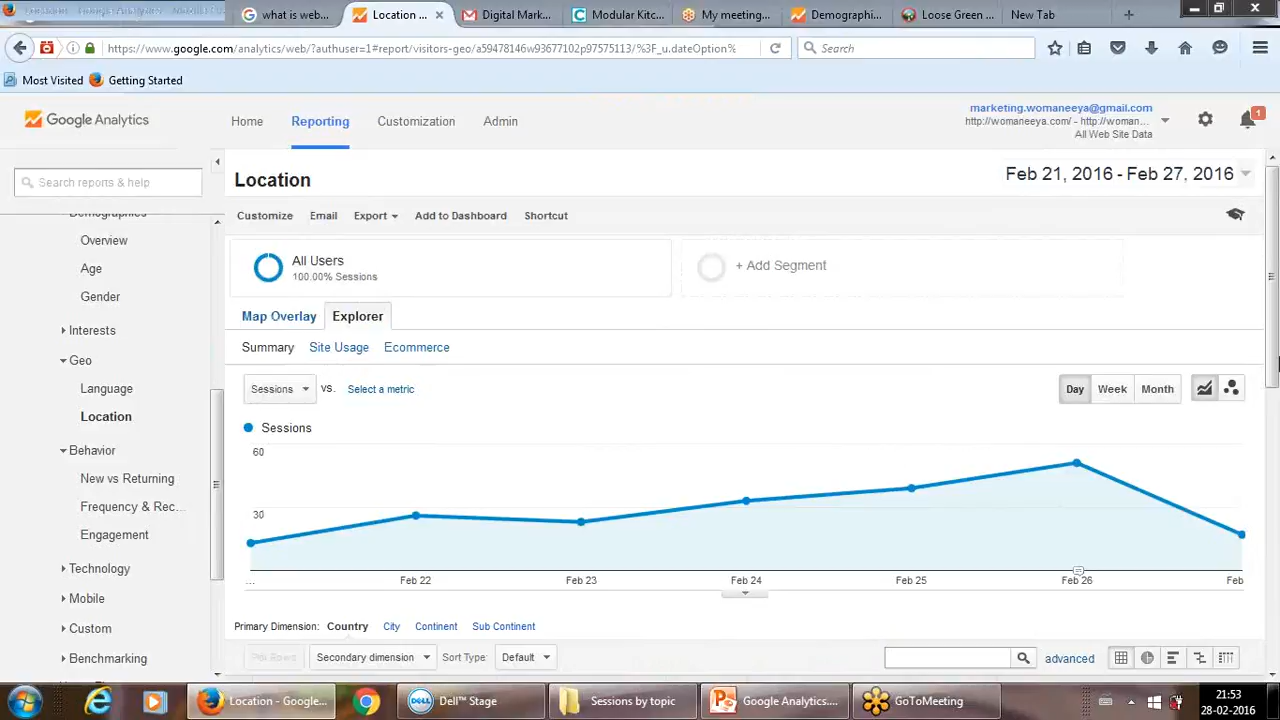 what is web...
Location ...
Digital Mark...
Modular Kitc...
My meeting...
Demographi...
Loose Green ...
New Tab
https://www.google.com/analytics/web/?authuser=1#report/visitors-geo/a59478146w93977102p97575113/%3F_u.dateOption%
Search
Most Visited
Getting Started
Google Analytics
Home
Reporting
Customization
Admin
marketing.womaneeya@gmail.com
http://womaneeya.com/ - http://woman...
All Web Site Data
1
Search reports & help
Demographics
Overview
Age
Gender
Interests
Geo
Language
Location
Behavior
New vs Returning
Frequency & Rec...
Engagement
Technology
Mobile
Custom
Benchmarking
Location
Feb 21, 2016 - Feb 27, 2016
Customize
Email
Export
Add to Dashboard
Shortcut
All Users
100.00% Sessions
+ Add Segment
Map Overlay
Explorer
Summary
Site Usage
Ecommerce
Sessions
vs.
Select a metric
Day
Week
Month
Sessions
60
30
...
Feb 22
Feb 23
Feb 24
Feb 25
Feb 26
Feb
Primary Dimension:
Country
City
Continent
Sub Continent
Plot Rows
Secondary dimension
Sort Type:
Default
advanced
Location - Google...
DELL
Dell™ Store
Sessions by topic
Google Analytics....
GoToMeeting
21:53
28-02-2016